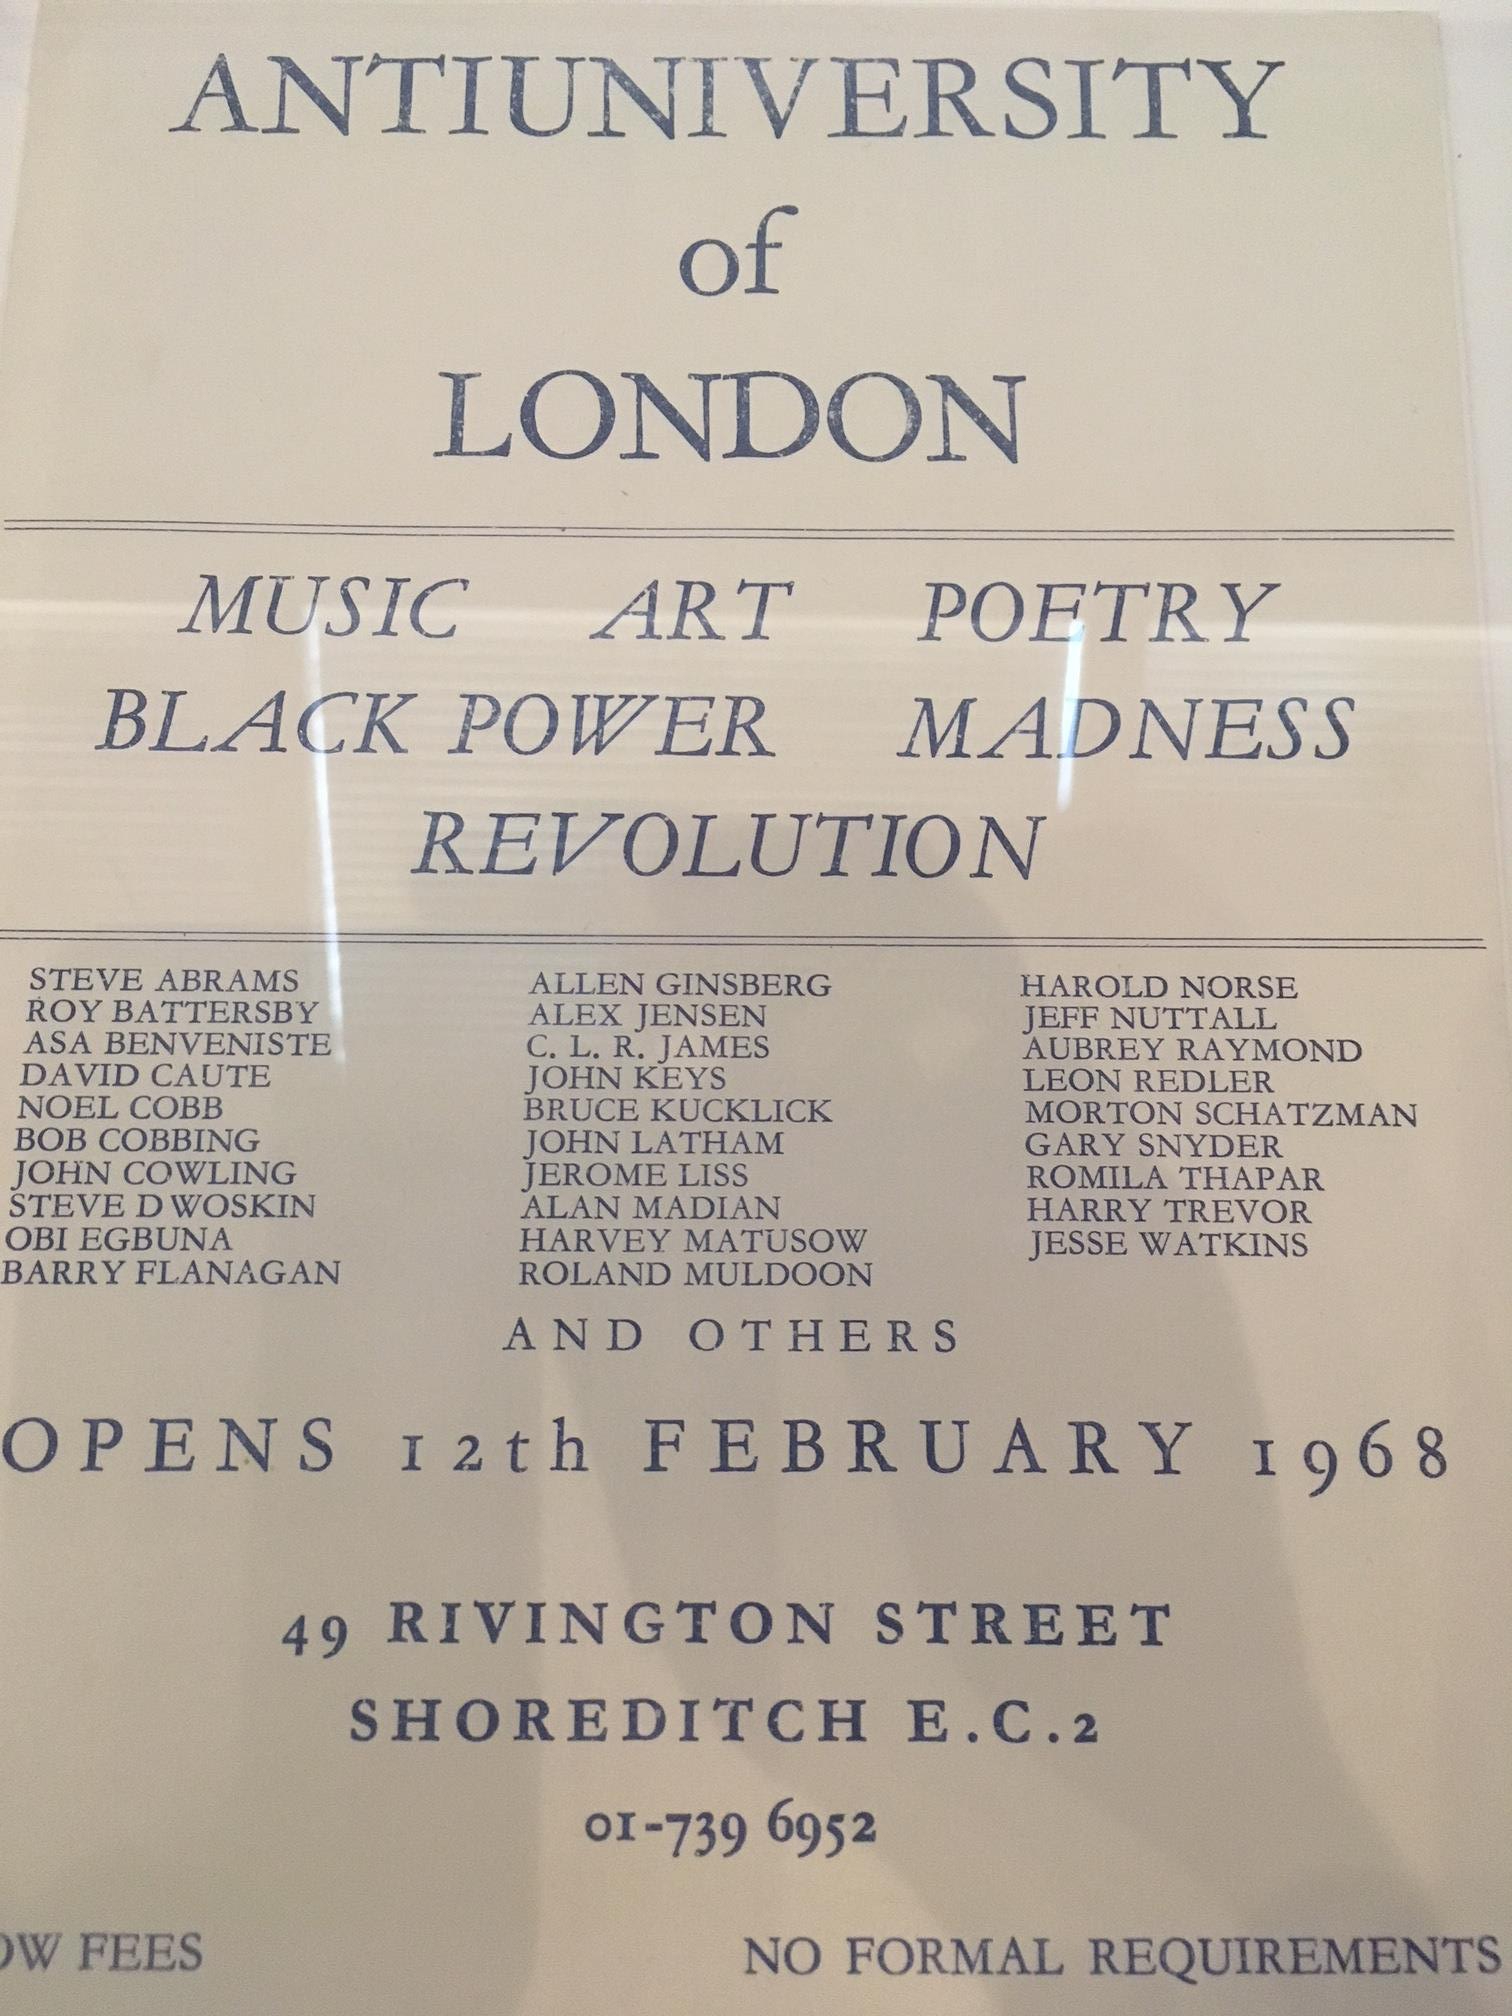 ANTIUNIVERSITY
of
LONDON
MUSIC ART POETRY
BLACK POWER MADNESS
REVOLUTION
STEVE ABRAMS
ROY BATTERSBY
ASA BENVENISTE
DAVID CAUTE
NOEL COBB
BOB COBBING
JOHN COWLING
STEVE DWOSKIN
OBI EGBUNA
BARRY FLANAGAN
ALLEN GINSBERG
ALEX JENSEN
C. L. R. JAMES
JOHN KEYS
BRUCE KUCKLICK
JOHN LATHAM
JEROME LISS
ALAN MADIAN
HARVEY MATUSOW
ROLAND MULDOON
HAROLD NORSE
JEFF NUTTALL
AUBREY RAYMOND
LEON REDLER
MORTON SCHATZMAN
GARY SNYDER
ROMILA THAPAR
HARRY TREVOR
JESSE WATKINS
AND OTHERS
OPENS 12th FEBRUARY 1968
49 RIVINGTON STREET
SHOREDITCH E.C.2
01-739 6952
OW FEES NO FORMAL REQUIREMENTS